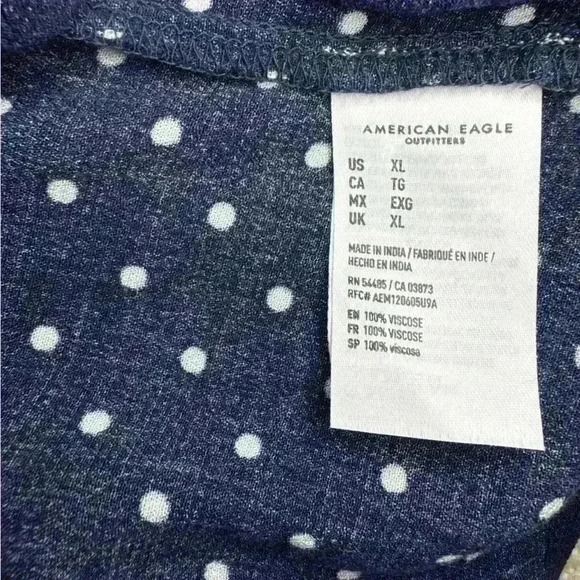 AMERICAN EAGLE
OUTFITTERS
US XL
CA TG
MX EXG
UK XL
MADE IN INDIA / FABRIQUÉ EN INDE /
HECHO EN INDIA
RN 54485 / CA 03873
RFC# AEM120605U9A
EN 100% VISCOSE
FR 100% VISCOSE
SP 100% viscosa